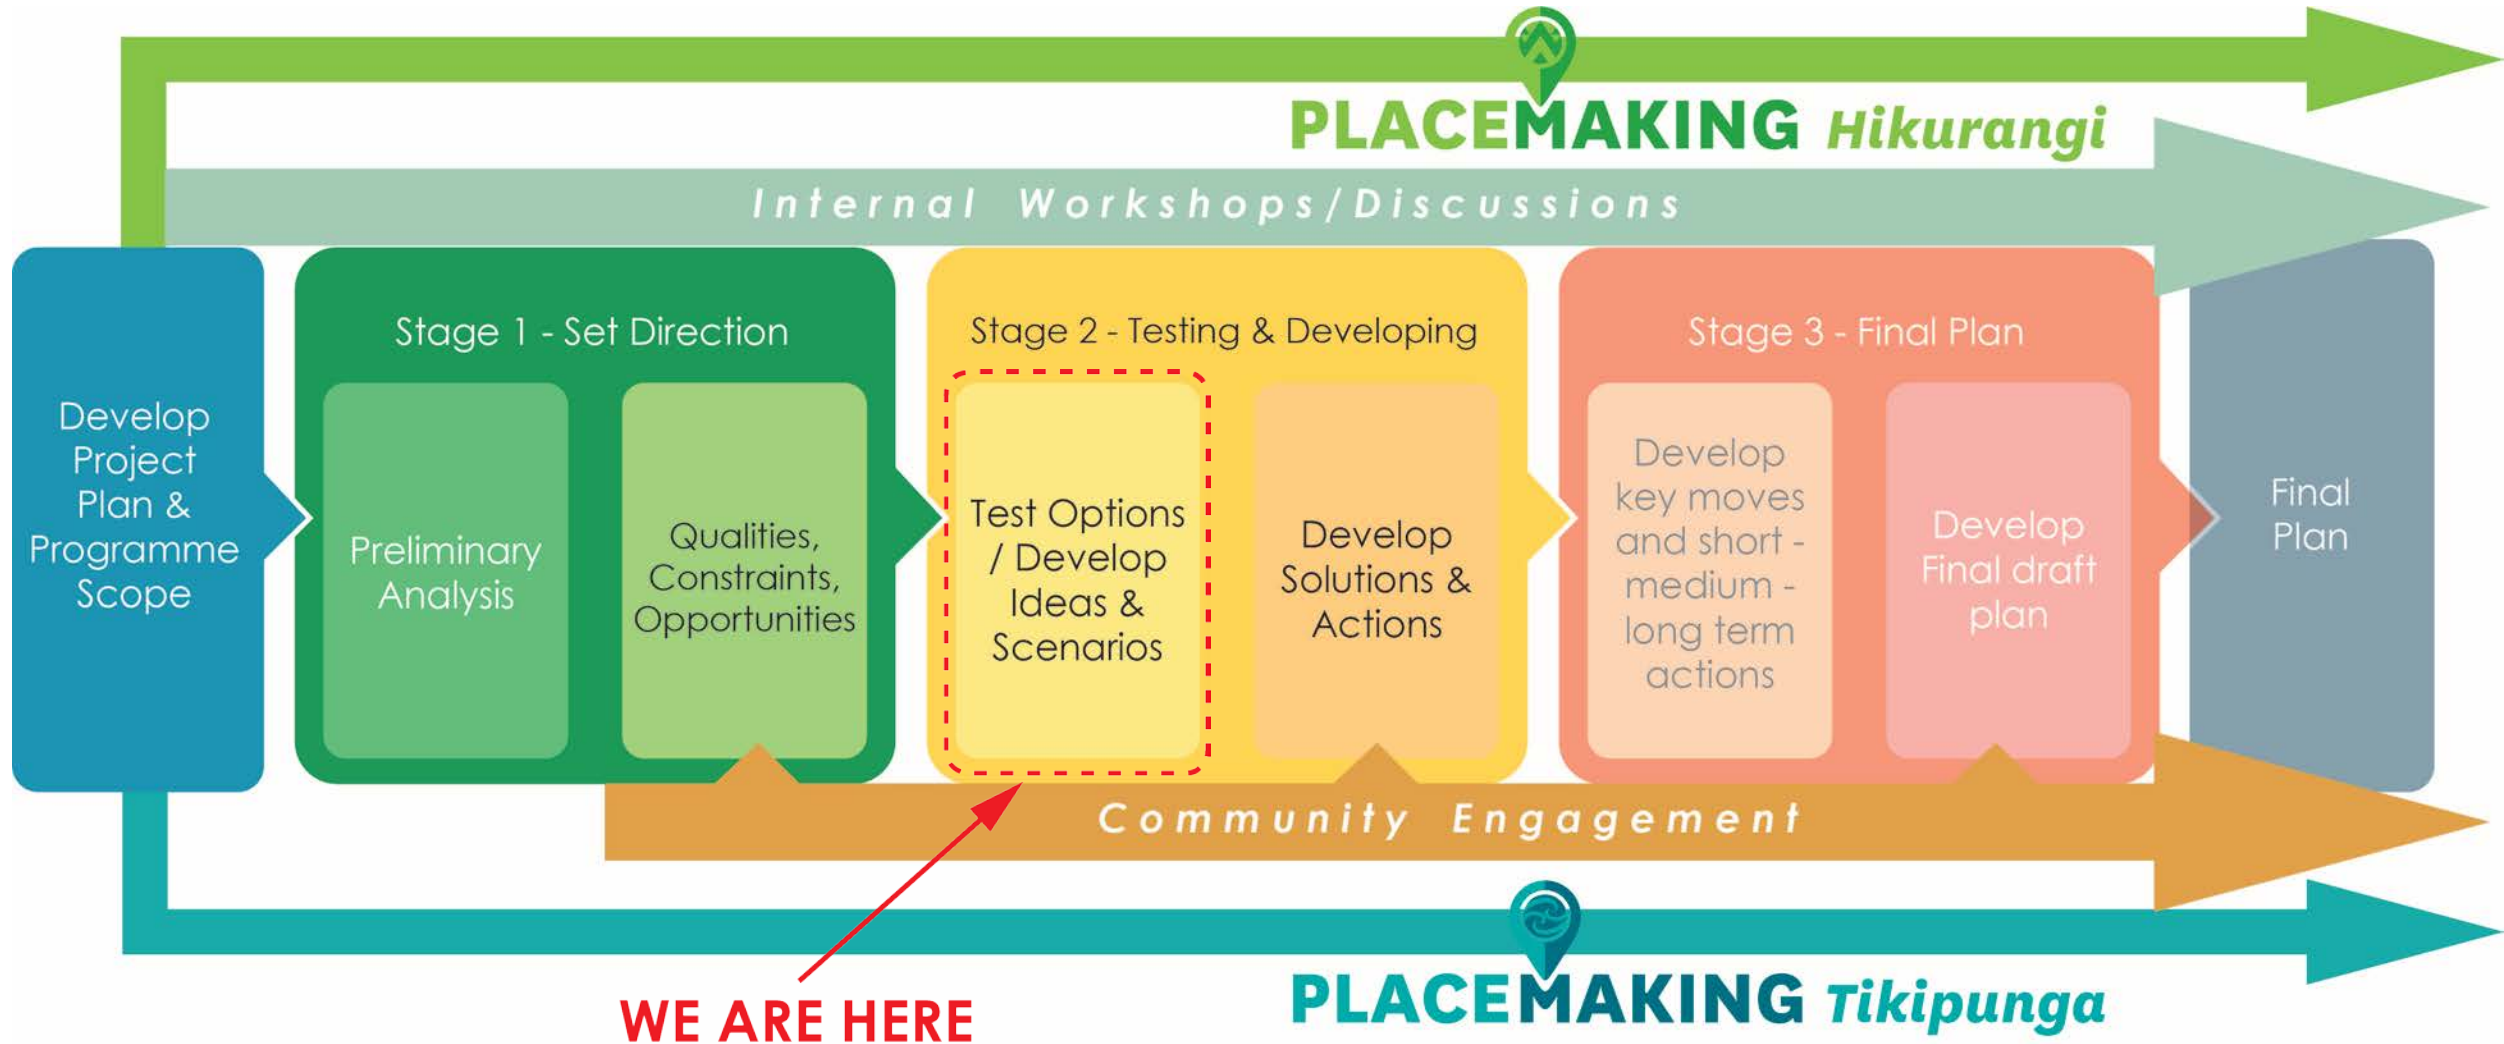 PLACEMAKING Hikurangi
Internal Workshops/Discussions
Develop
Project
Plan &
Programme
Scope
Stage 1 - Set Direction
Preliminary
Analysis
Qualities,
Constraints,
Opportunities
Stage 2 - Testing & Developing
Test Options
/ Develop
Ideas &
Scenarios
Develop
Solutions &
Actions
Stage 3 - Final Plan
Develop
key moves
and short -
medium -
long term
actions
Develop
Final draft
plan
Final
Plan
Community Engagement
WE ARE HERE
PLACEMAKING Tikipunga